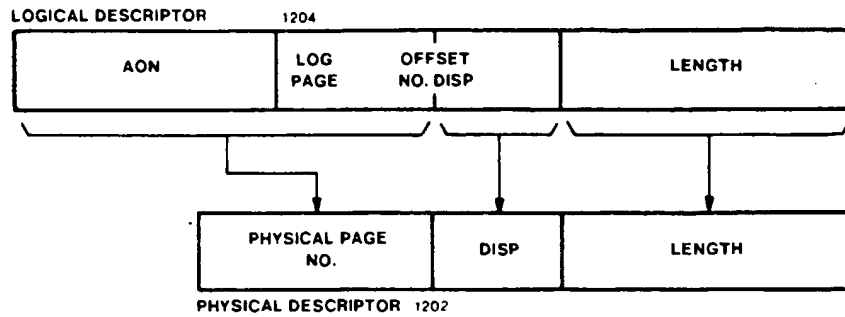 LOGICAL DESCRIPTOR 1204
AON
LOG PAGE
OFFSET NO. DISP
LENGTH
PHYSICAL PAGE NO.
DISP
LENGTH
PHYSICAL DESCRIPTOR 1202